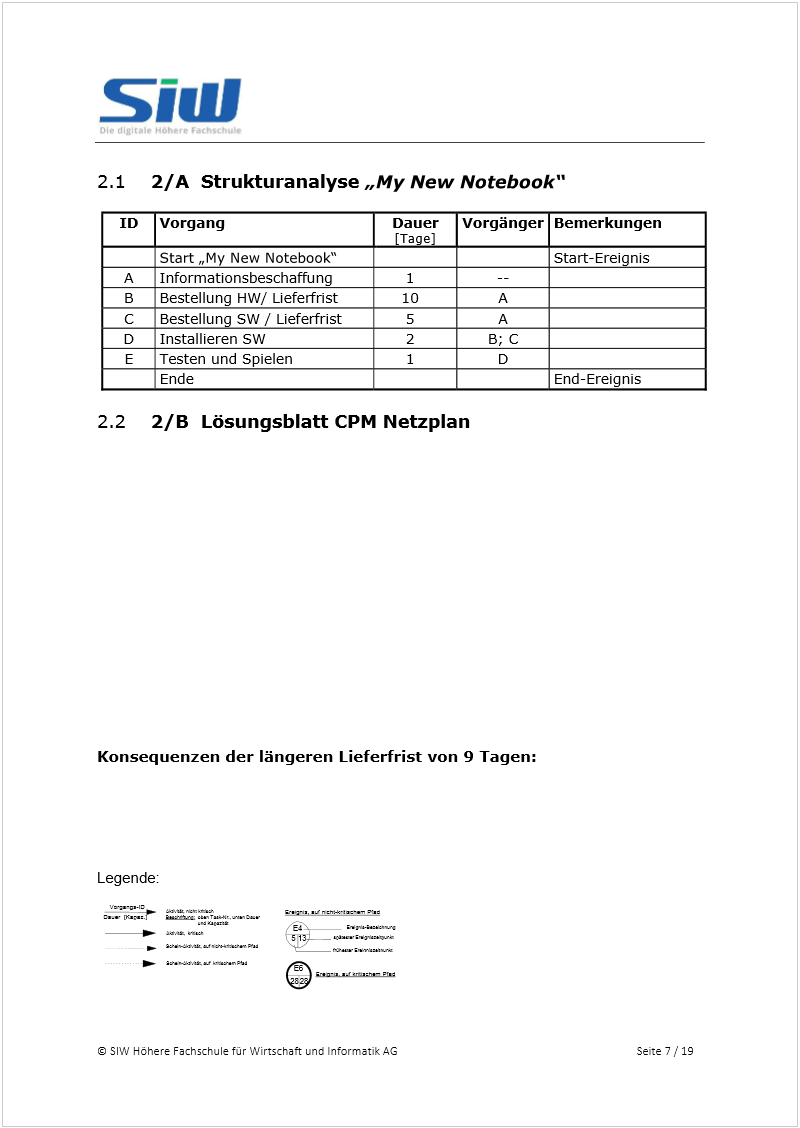 SIW
Die digitale Höhere Fachschule
2.1 2/A Strukturanalyse „My New Notebook“
ID Vorgang Dauer [Tage] Vorgänger Bemerkungen
Start „My New Notebook“ Start-Ereignis
A Informationsbeschaffung 1 --
B Bestellung HW/ Lieferfrist 10 A
C Bestellung SW / Lieferfrist 5 A
D Installieren SW 2 B; C
E Testen und Spielen 1 D
Ende End-Ereignis
2.2 2/B Lösungsblatt CPM Netzplan
Konsequenzen der längeren Lieferfrist von 9 Tagen:
Legende:
Vorgangs-ID
Dauer [Kapaz.]
Aktivität, nicht kritisch
Beschriftung: oben Task-Nr., unten Dauer
und Kapazität
Aktivität, kritisch
Schein-Aktivität, auf nicht-kritischem Pfad
Schein-Aktivität, auf kritischem Pfad
Ereignis, auf nicht-kritischem Pfad
E4
5 13
Ereignis-Bezeichnung
spätester Ereigniszeitpunkt
frühester Ereigniszeitpunkt
E6
28 28
Ereignis, auf kritischem Pfad
© SIW Höhere Fachschule für Wirtschaft und Informatik AG Seite 7 / 19